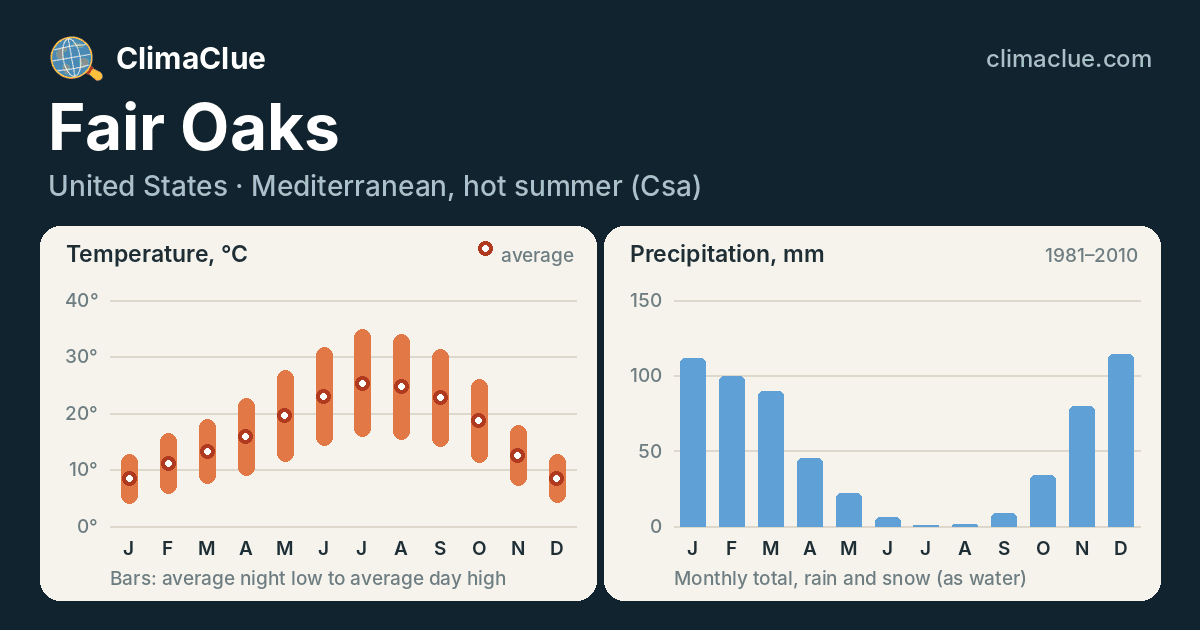 ClimaClue
climaclue.com
Fair Oaks
United States · Mediterranean, hot summer (Csa)
Temperature, °C
average
40°
30°
20°
10°
0°
J F M A M J J A S O N D
Bars: average night low to average day high
Precipitation, mm
1981–2010
150
100
50
0
J F M A M J J A S O N D
Monthly total, rain and snow (as water)